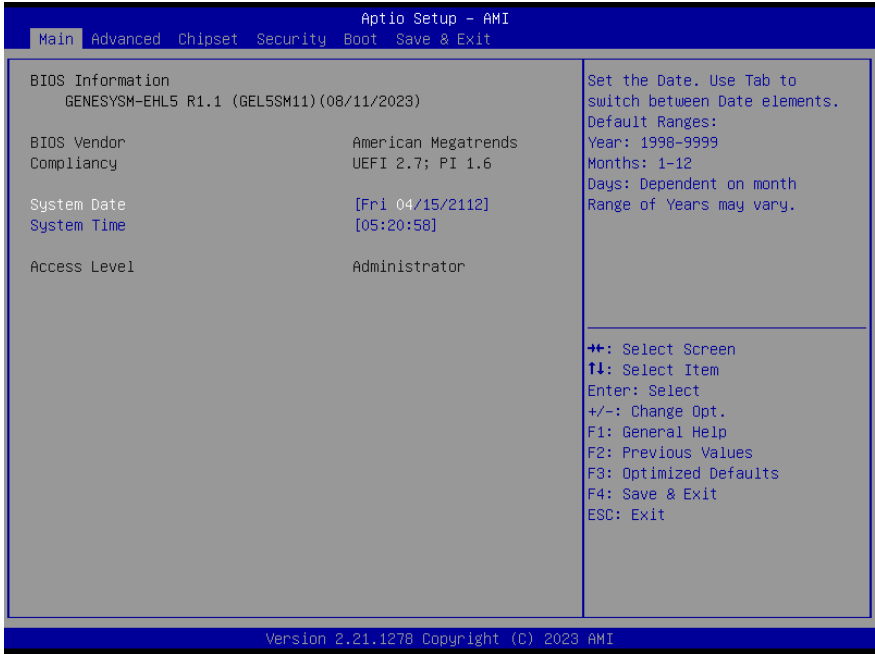 Aptio Setup - AMI
Main Advanced Chipset Security Boot Save & Exit
BIOS Information
GENESYSM-EHL5 R1.1 (GEL5SM11)(08/11/2023)
BIOS Vendor American Megatrends
Compliancy UEFI 2.7; PI 1.6
System Date [Fri 04/15/2112]
System Time [05:20:58]
Access Level Administrator
Set the Date. Use Tab to
switch between Date elements.
Default Ranges:
Year: 1998-9999
Months: 1-12
Days: Dependent on month
Range of Years may vary.
→←: Select Screen
↑↓: Select Item
Enter: Select
+/-: Change Opt.
F1: General Help
F2: Previous Values
F3: Optimized Defaults
F4: Save & Exit
ESC: Exit
Version 2.21.1278 Copyright (C) 2023 AMI